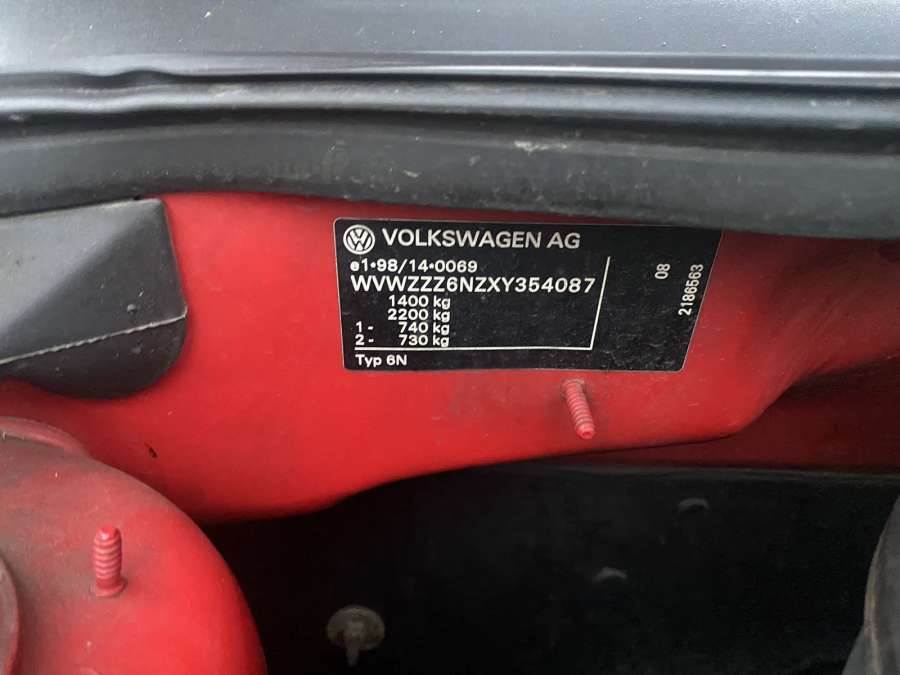 VOLKSWAGEN AG
e1•98/14•0069
WVWZZZ6NZXY354087
1400 kg
2200 kg
1- 740 kg
2- 730 kg
Typ 6N
08
2186563